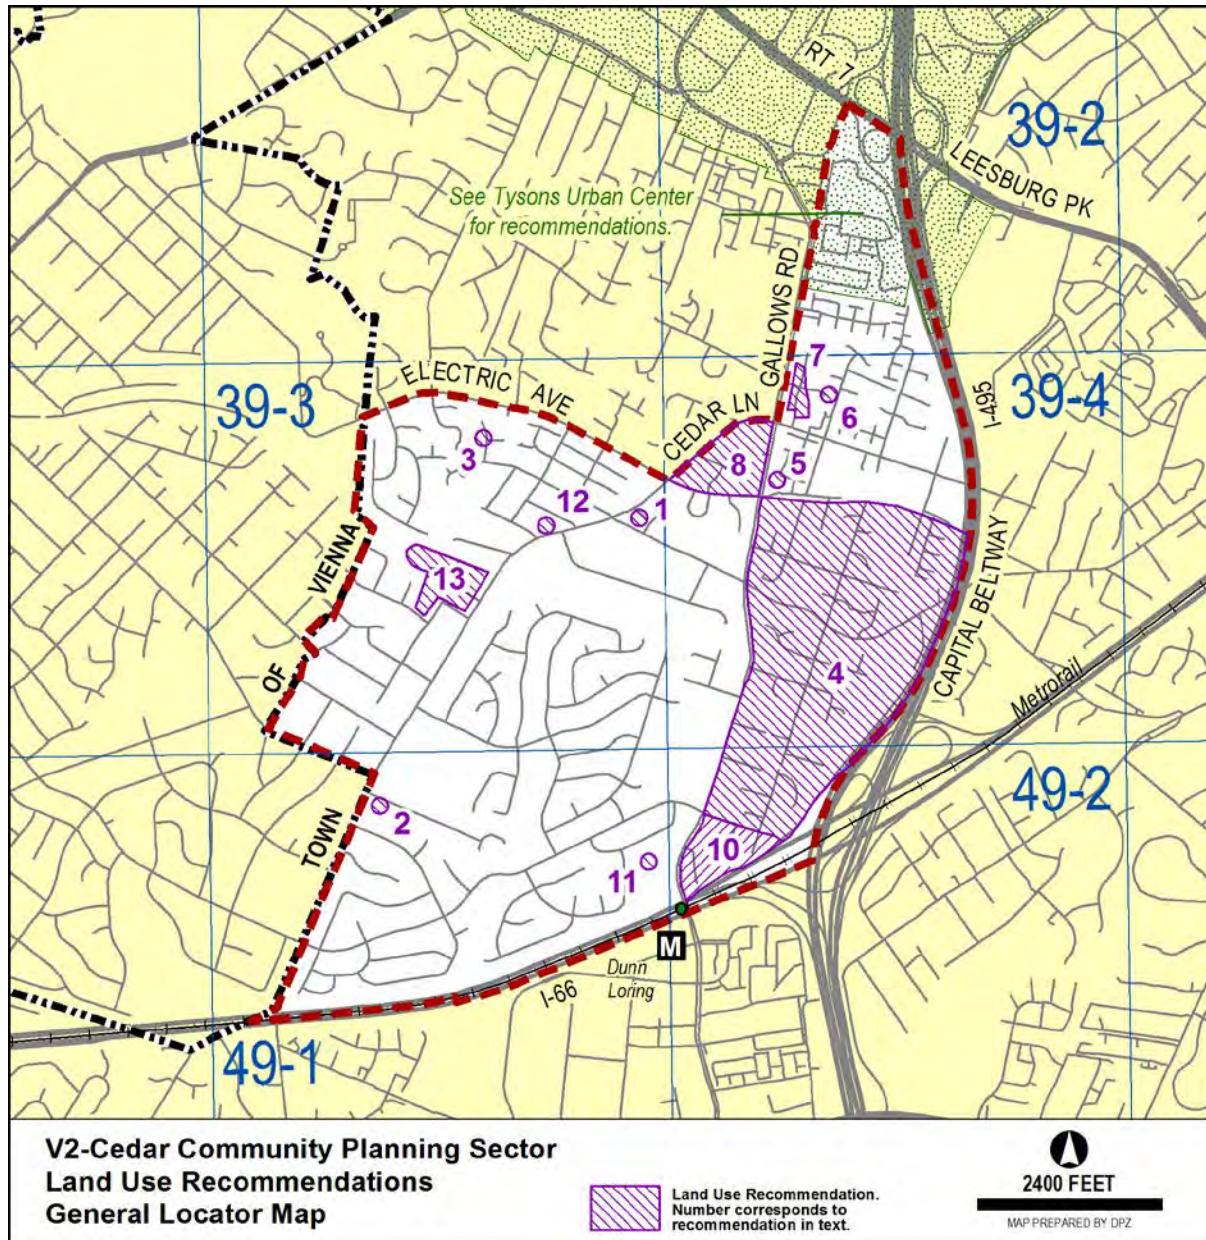 RT 7
39-2
LEESBURG PK
See Tysons Urban Center
for recommendations.
GALLOWS RD
39-3
ELECTRIC AVE
CEDAR LN
7
6
I-495
39-4
3
8
5
12
1
VIENNA
13
OF
4
CAPITAL BELTWAY
Metrorail
49-2
2
TOWN
10
11
M
Dunn
Loring
I-66
49-1
V2-Cedar Community Planning Sector
Land Use Recommendations
General Locator Map
Land Use Recommendation.
Number corresponds to
recommendation in text.
2400 FEET
MAP PREPARED BY DPZ